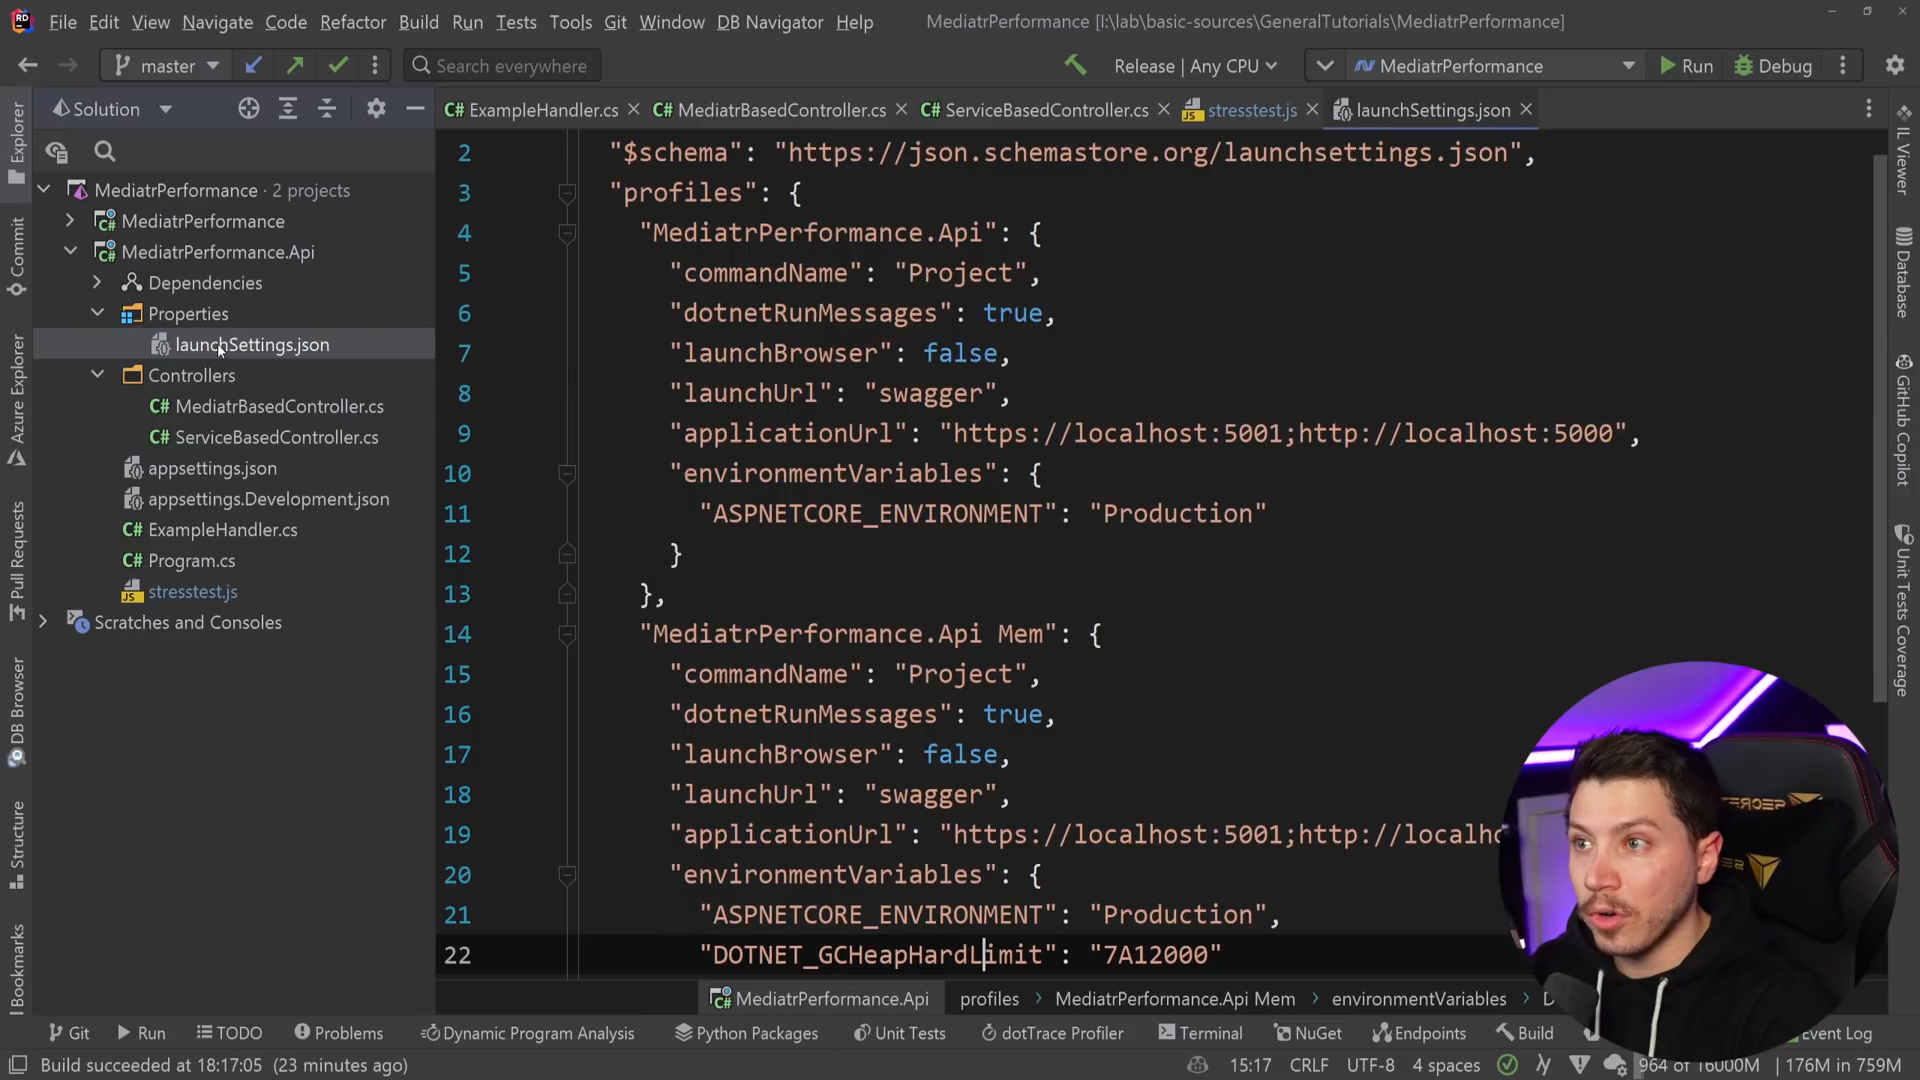 File Edit View Navigate Code Refactor Build Run Tests Tools Git Window DB Navigator Help MediatrPerformance [I:\lab\basic-sources\GeneralTutorials\MediatrPerformance]
master Search everywhere Release | Any CPU MediatrPerformance Run Debug
Solution
ExampleHandler.cs MediatrBasedController.cs ServiceBasedController.cs stresstest.js launchSettings.json
MediatrPerformance · 2 projects
MediatrPerformance
MediatrPerformance.Api
Dependencies
Properties
launchSettings.json
Controllers
C# MediatrBasedController.cs
C# ServiceBasedController.cs
appsettings.json
appsettings.Development.json
C# ExampleHandler.cs
C# Program.cs
stresstest.js
Scratches and Consoles
2 "$schema": "https://json.schemastore.org/launchsettings.json",
3 "profiles": {
4 "MediatrPerformance.Api": {
5 "commandName": "Project",
6 "dotnetRunMessages": true,
7 "launchBrowser": false,
8 "launchUrl": "swagger",
9 "applicationUrl": "https://localhost:5001;http://localhost:5000",
10 "environmentVariables": {
11 "ASPNETCORE_ENVIRONMENT": "Production"
12 }
13 },
14 "MediatrPerformance.Api Mem": {
15 "commandName": "Project",
16 "dotnetRunMessages": true,
17 "launchBrowser": false,
18 "launchUrl": "swagger",
19 "applicationUrl": "https://localhost:5001;http://localho
20 "environmentVariables": {
21 "ASPNETCORE_ENVIRONMENT": "Production",
22 "DOTNET_GCHeapHardLimit": "7A12000"
MediatrPerformance.Api profiles › MediatrPerformance.Api Mem › environmentVariables › D
Explorer
Commit
Azure Explorer
Pull Requests
DB Browser
Structure
Bookmarks
IL Viewer
Database
GitHub Copilot
Unit Tests Coverage
Git Run TODO Problems Dynamic Program Analysis Python Packages Unit Tests dotTrace Profiler Terminal NuGet Endpoints Build Event Log
Build succeeded at 18:17:05 (23 minutes ago) 15:17 CRLF UTF-8 4 spaces 964 of 16000M 176M in 759M